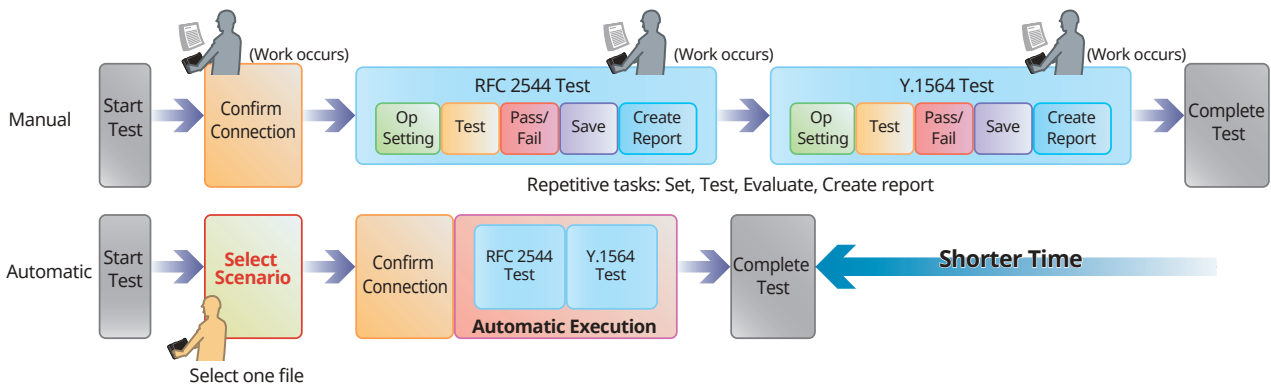 (Work occurs)
(Work occurs)
(Work occurs)
Manual
Start
Test
Confirm
Connection
RFC 2544 Test
Op
Setting
Test
Pass/
Fail
Save
Create
Report
Y.1564 Test
Op
Setting
Test
Pass/
Fail
Save
Create
Report
Complete
Test
Repetitive tasks: Set, Test, Evaluate, Create report
Automatic
Start
Test
Select
Scenario
Select one file
Confirm
Connection
RFC 2544
Test
Y.1564
Test
Automatic Execution
Complete
Test
Shorter Time